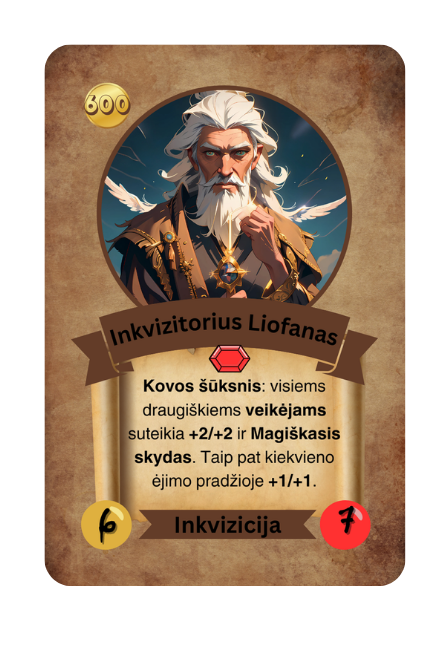 600
Inkvizitorius Liofanas
Kovos šūksnis: visiems
draugiškiems veikėjams
suteikia +2/+2 ir Magiškasis
skydas. Taip pat kiekvieno
ėjimo pradžioje +1/+1.
6
Inkvizicija
7